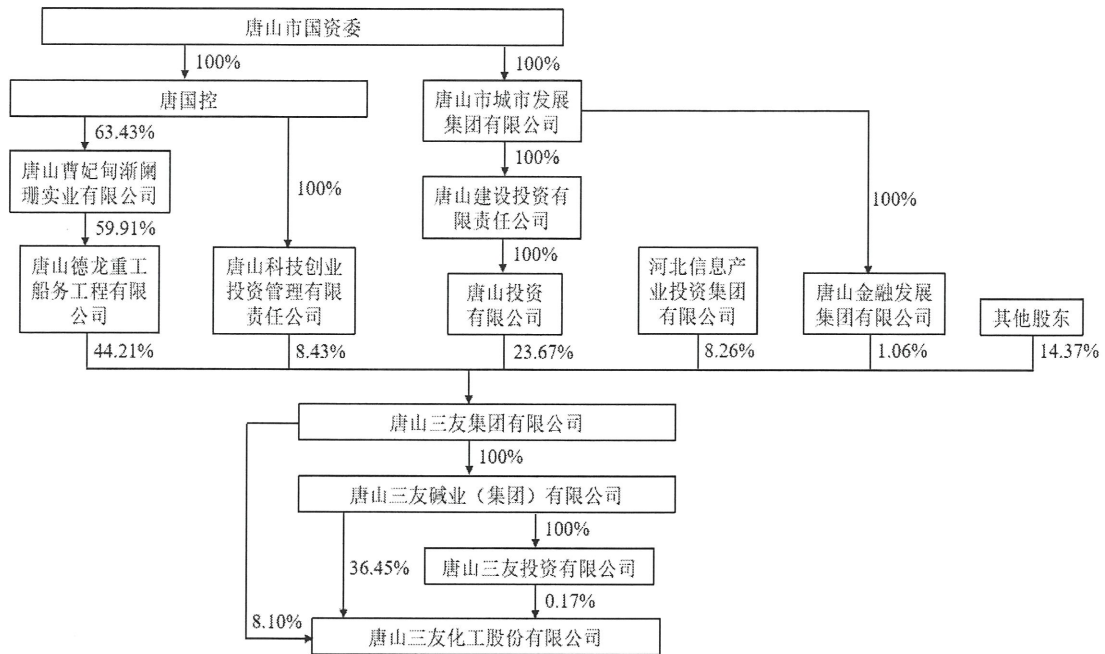 唐山市国资委
100%
100%
唐国控
唐山市城市发展
集团有限公司
63.43%
100%
100%
100%
唐山曹妃甸渐阑
珊实业有限公司
唐山建设投资有
限责任公司
59.91%
100%
唐山德龙重工
船务工程有限
公司
唐山科技创业
投资管理有限
责任公司
唐山投资
有限公司
河北信息产
业投资集团
有限公司
唐山金融发展
集团有限公司
其他股东
44.21%
8.43%
23.67%
8.26%
1.06%
14.37%
唐山三友集团有限公司
100%
唐山三友碱业（集团）有限公司
100%
36.45%
唐山三友投资有限公司
0.17%
8.10%
唐山三友化工股份有限公司